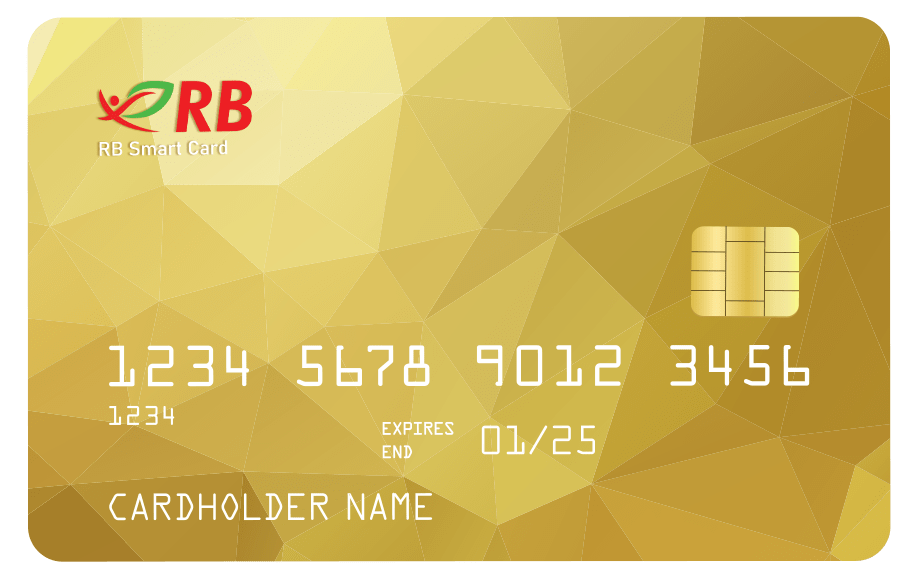 RB
RB Smart Card
1234 5678 9012 3456
1234
EXPIRES
END
01/25
CARDHOLDER NAME